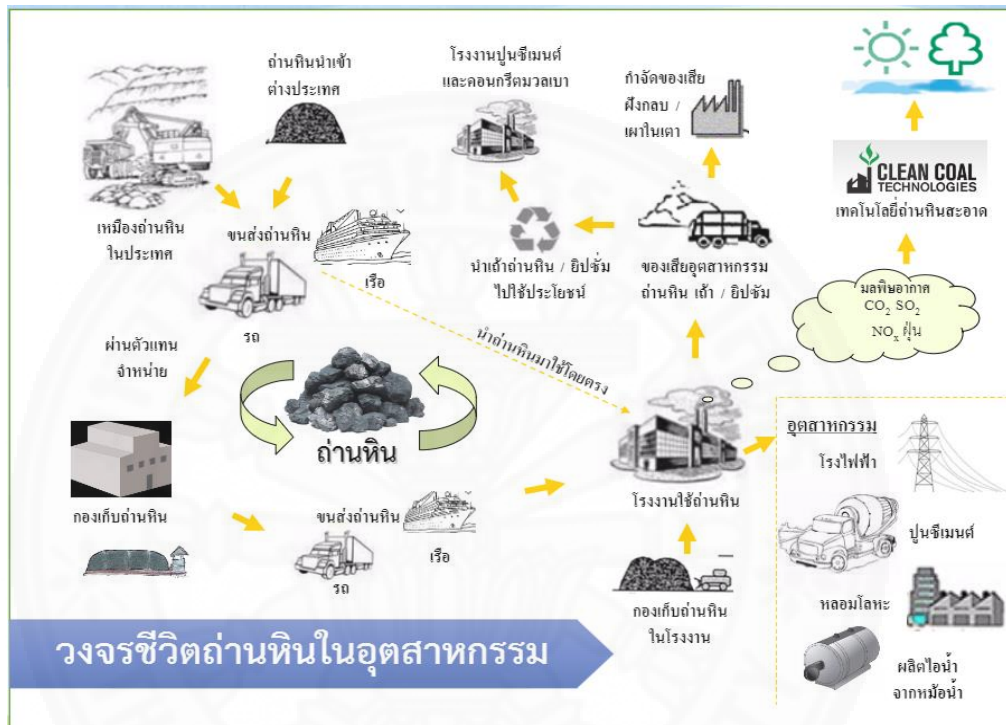 ถ่านหินนำเข้า
ต่างประเทศ
โรงงานปูนซีเมนต์
และคอนกรีตมวลเบา
กำจัดของเสีย
ฝังกลบ /
เผาในเตา
CLEAN COAL
TECHNOLOGIES
เทคโนโลยี่ถ่านหินสะอาด
เหมืองถ่านหิน
ในประเทศ
ขนส่งถ่านหิน
เรือ
รถ
นำเถ้าถ่านหิน / ยิปซั่ม
ไปใช้ประโยชน์
ของเสียอุตสาหกรรม
ถ่านหิน เถ้า / ยิปซัม
มลพิษอากาศ
CO₂ SO₂
NOₓ ฝุ่น
ผ่านตัวแทน
จำหน่าย
นำถ่านหินมาใช้โดยตรง
ถ่านหิน
กองเก็บถ่านหิน
ขนส่งถ่านหิน
เรือ
รถ
โรงงานใช้ถ่านหิน
กองเก็บถ่านหิน
ในโรงงาน
อุตสาหกรรม
โรงไฟฟ้า
ปูนซีเมนต์
หลอมโลหะ
ผลิตไอน้ำ
จากหม้อน้ำ
วงจรชีวิตถ่านหินในอุตสาหกรรม